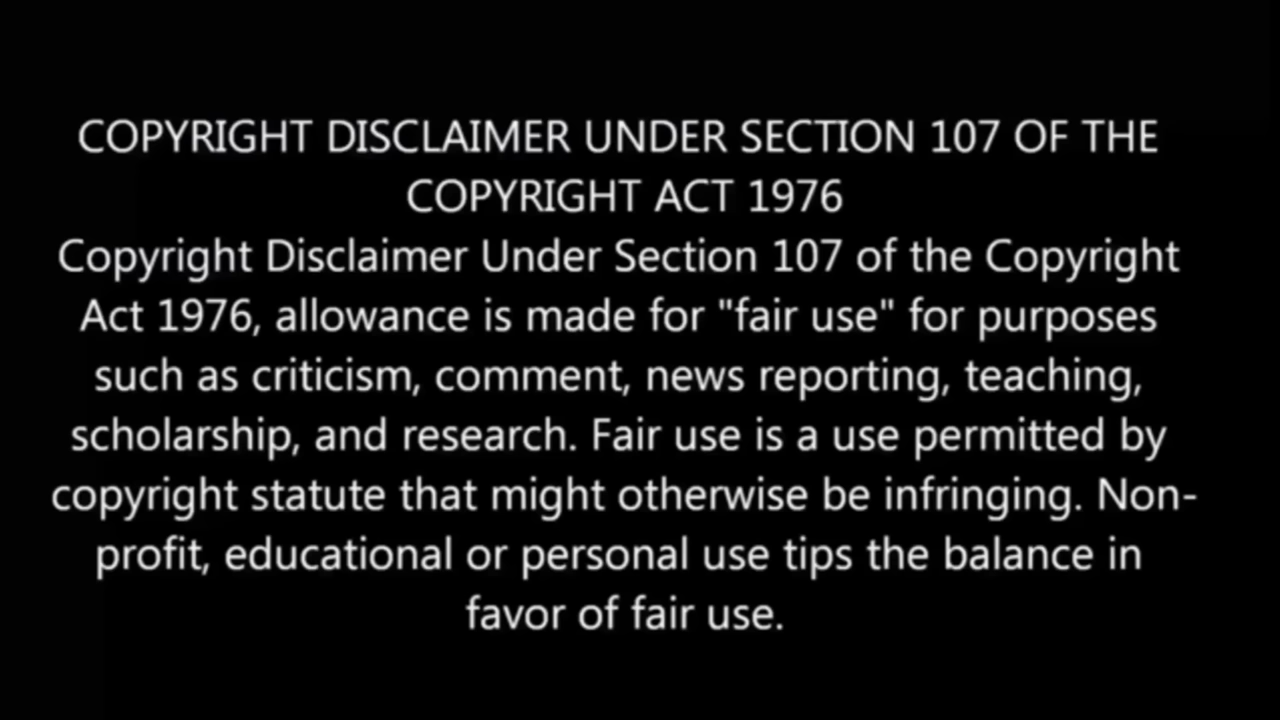 COPYRIGHT DISCLAIMER UNDER SECTION 107 OF THE
COPYRIGHT ACT 1976
Copyright Disclaimer Under Section 107 of the Copyright
Act 1976, allowance is made for "fair use" for purposes
such as criticism, comment, news reporting, teaching,
scholarship, and research. Fair use is a use permitted by
copyright statute that might otherwise be infringing. Non-
profit, educational or personal use tips the balance in
favor of fair use.